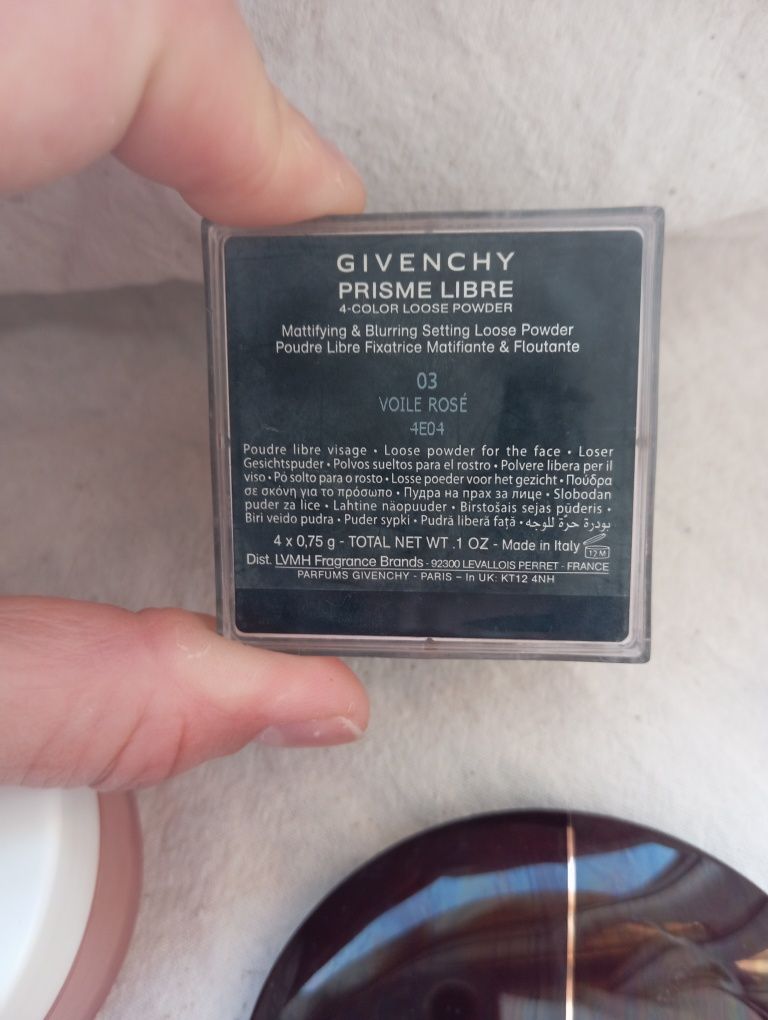 GIVENCHY
PRISME LIBRE
4-COLOR LOOSE POWDER
Mattifying & Blurring Setting Loose Powder
Poudre Libre Fixatrice Matifiante & Floutante
03
VOILE ROSÉ
4E04
Poudre libre visage • Loose powder for the face • Loser
Gesichtspuder • Polvos sueltos para el rostro • Polvere libera per il
viso • Pó solto para o rosto • Losse poeder voor het gezicht • Πούδρα
σε σκόνη για το πρόσωπο • Пудра на прах за лице • Slobodan
puder za lice • Lahtine näopuuder • Birstošais sejas pūderis •
Biri veido pudra • Puder sypki • Pudră liberă față • بودرة حرّة للوجه
4 x 0,75 g - TOTAL NET WT .1 OZ - Made in Italy 12 M
Dist. LVMH Fragrance Brands - 92300 LEVALLOIS PERRET - FRANCE
PARFUMS GIVENCHY - PARIS – In UK: KT12 4NH